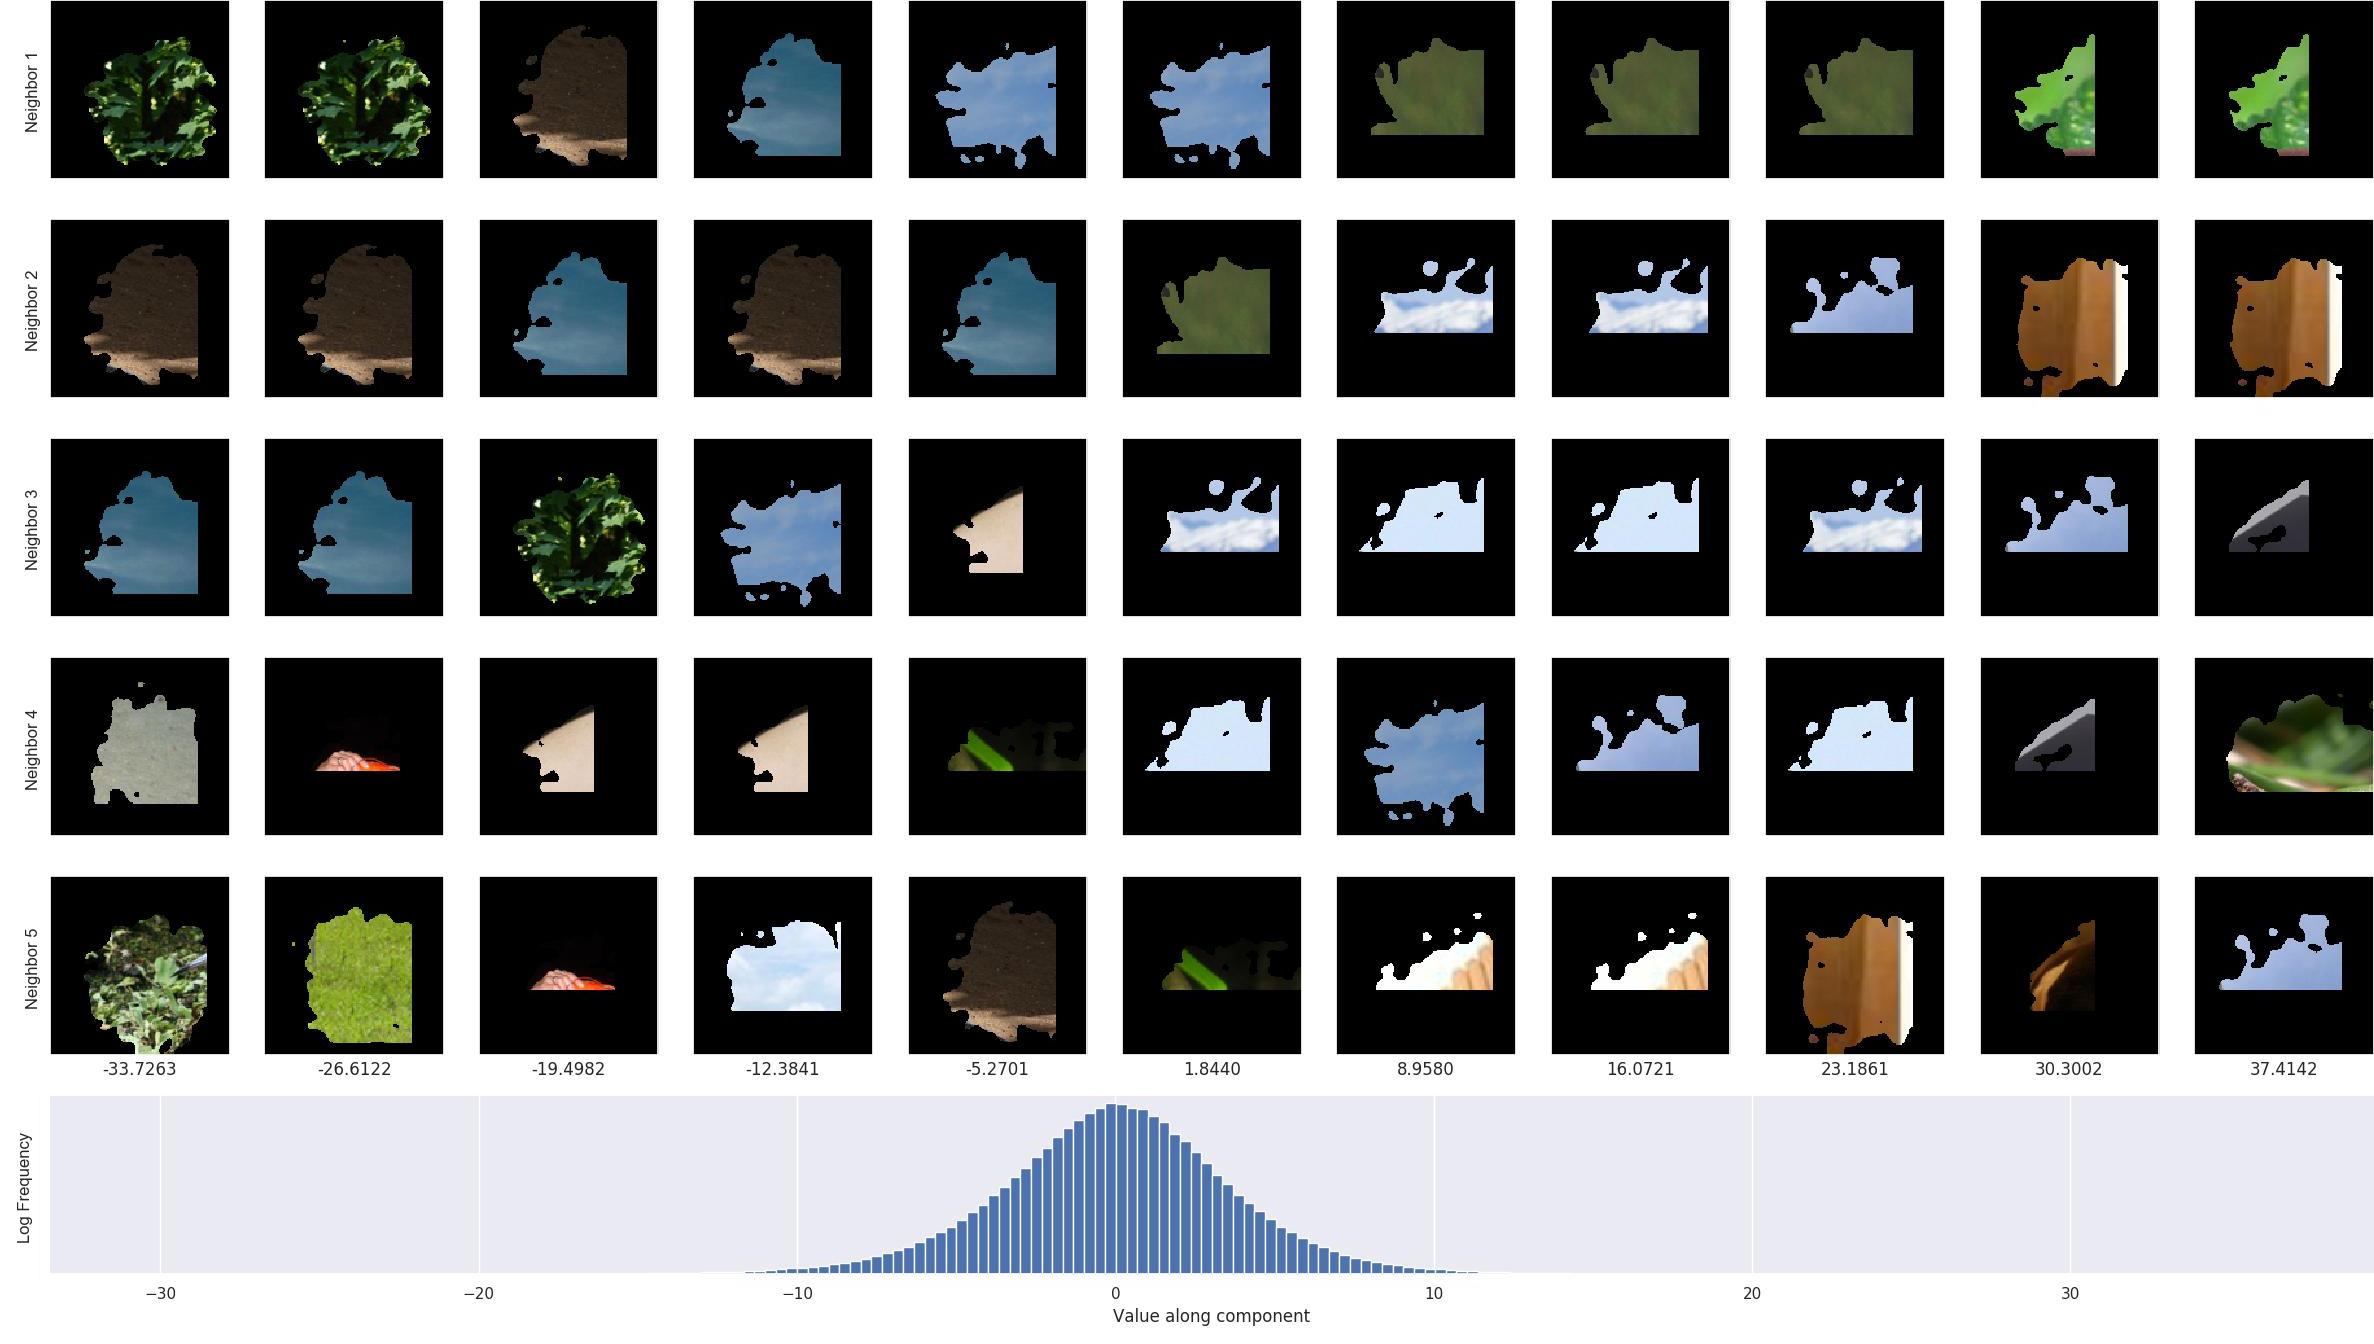 Neighbor 1
Neighbor 2
Neighbor 3
Neighbor 4
Neighbor 5
-33.7263 -26.6122 -19.4982 -12.3841 -5.2701 1.8440 8.9580 16.0721 23.1861 30.3002 37.4142
Log Frequency
−30 −20 −10 0 10 20 30
Value along component